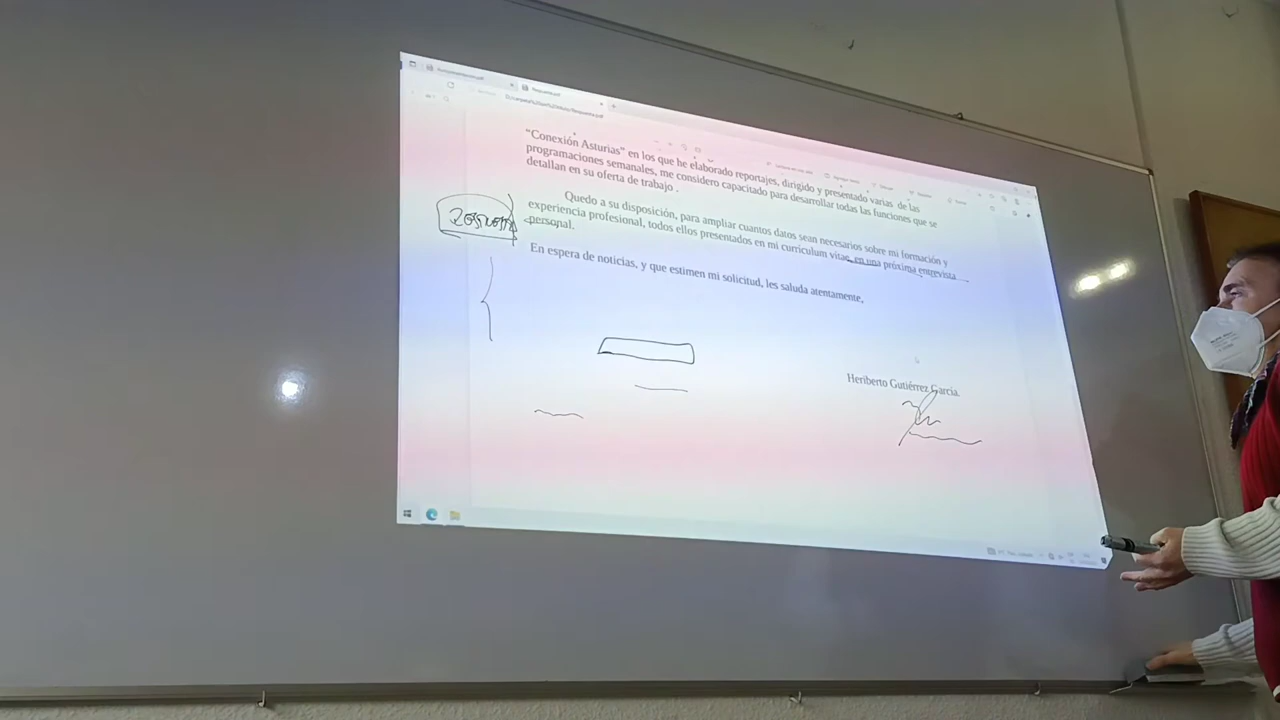 "Conexión Asturias" en los que he elaborado reportajes, dirigido y presentado varias de las
programaciones semanales, me considero capacitado para desarrollar todas las funciones que se
detallan en su oferta de trabajo .
Quedo a su disposición, para ampliar cuantos datos sean necesarios sobre mi formación y
experiencia profesional, todos ellos presentados en mi curriculum vitae, en una próxima entrevista
personal.
En espera de noticias, y que estimen mi solicitud, les saluda atentamente,
Heriberto Gutiérrez García.